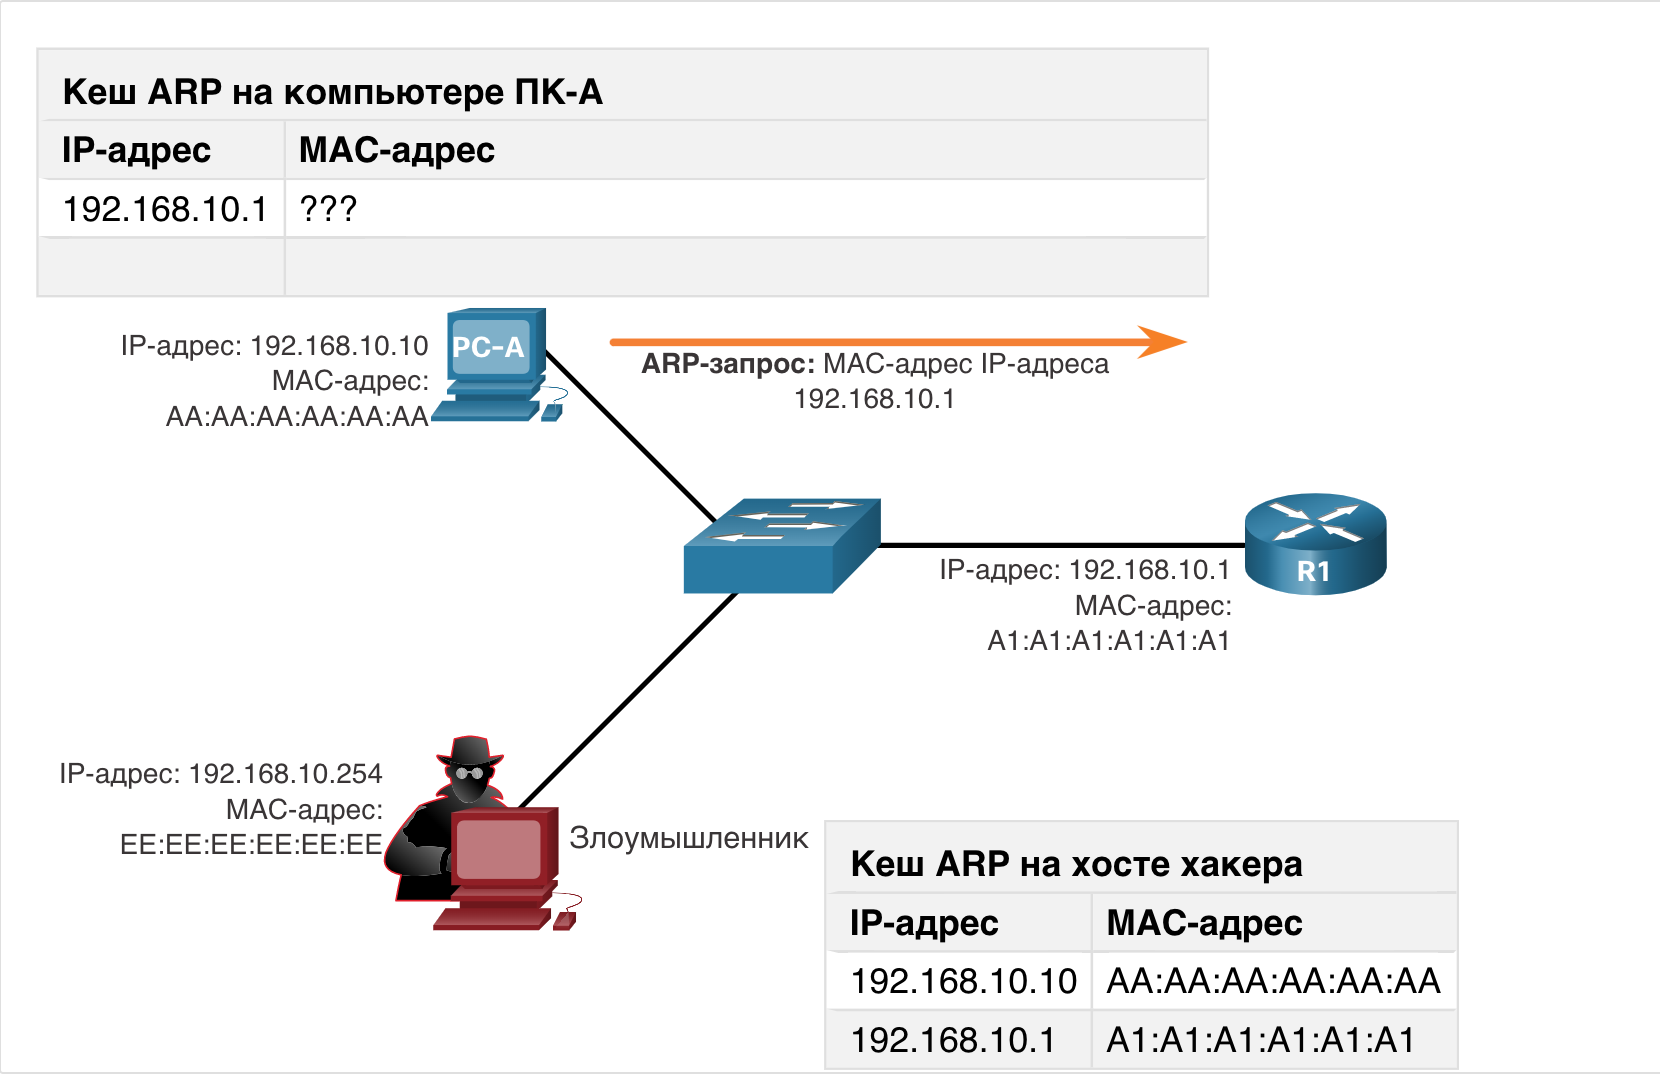 Кеш ARP на компьютере ПК-A
IP-адрес MAC-адрес
192.168.10.1 ???
IP-адрес: 192.168.10.10
MAC-адрес:
AA:AA:AA:AA:AA:AA
PC-A
ARP-запрос: MAC-адрес IP-адреса
192.168.10.1
IP-адрес: 192.168.10.1
MAC-адрес:
A1:A1:A1:A1:A1:A1
R1
IP-адрес: 192.168.10.254
MAC-адрес:
EE:EE:EE:EE:EE:EE
Злоумышленник
Кеш ARP на хосте хакера
IP-адрес MAC-адрес
192.168.10.10 AA:AA:AA:AA:AA:AA
192.168.10.1 A1:A1:A1:A1:A1:A1